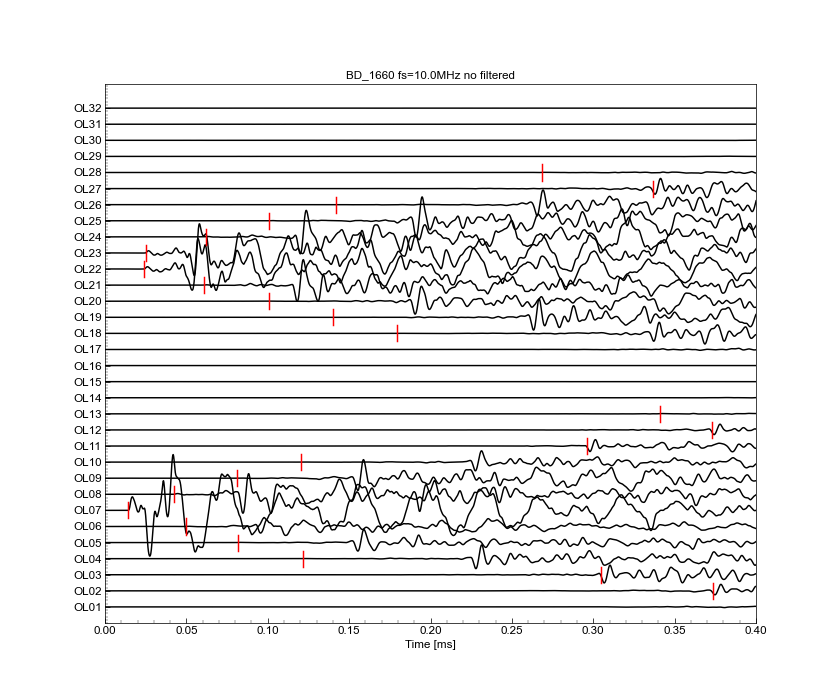 BD_1660 fs=10.0MHz no filtered
OL32
OL31
OL30
OL29
OL28
OL27
OL26
OL25
OL24
OL23
OL22
OL21
OL20
OL19
OL18
OL17
OL16
OL15
OL14
OL13
OL12
OL11
OL10
OL09
OL08
OL07
OL06
OL05
OL04
OL03
OL02
OL01
0.00 0.05 0.10 0.15 0.20 0.25 0.30 0.35 0.40
Time [ms]